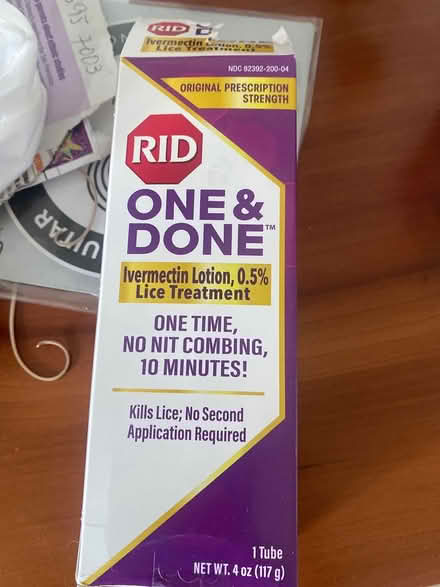 RID
Ivermectin Lotion, 0.5%
Lice Treatment
NDC 82392-200-04
ORIGINAL PRESCRIPTION
STRENGTH
RID
ONE &
DONE™
Ivermectin Lotion, 0.5%
Lice Treatment
ONE TIME,
NO NIT COMBING,
10 MINUTES!
Kills Lice; No Second
Application Required
1 Tube
NET WT. 4 oz (117 g)
7003
UITAR